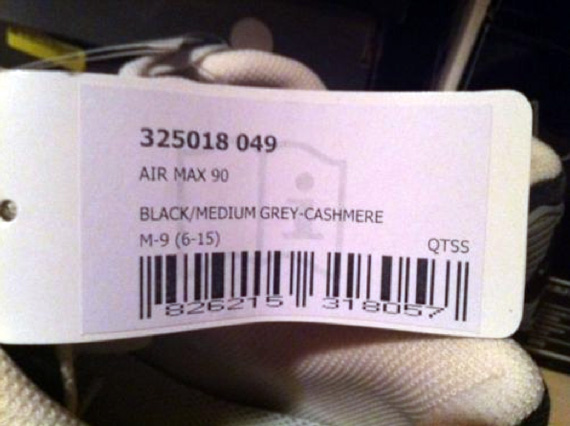 325018 049
AIR MAX 90
BLACK/MEDIUM GREY-CASHMERE
M-9 (6-15)
QTSS
826215 318057